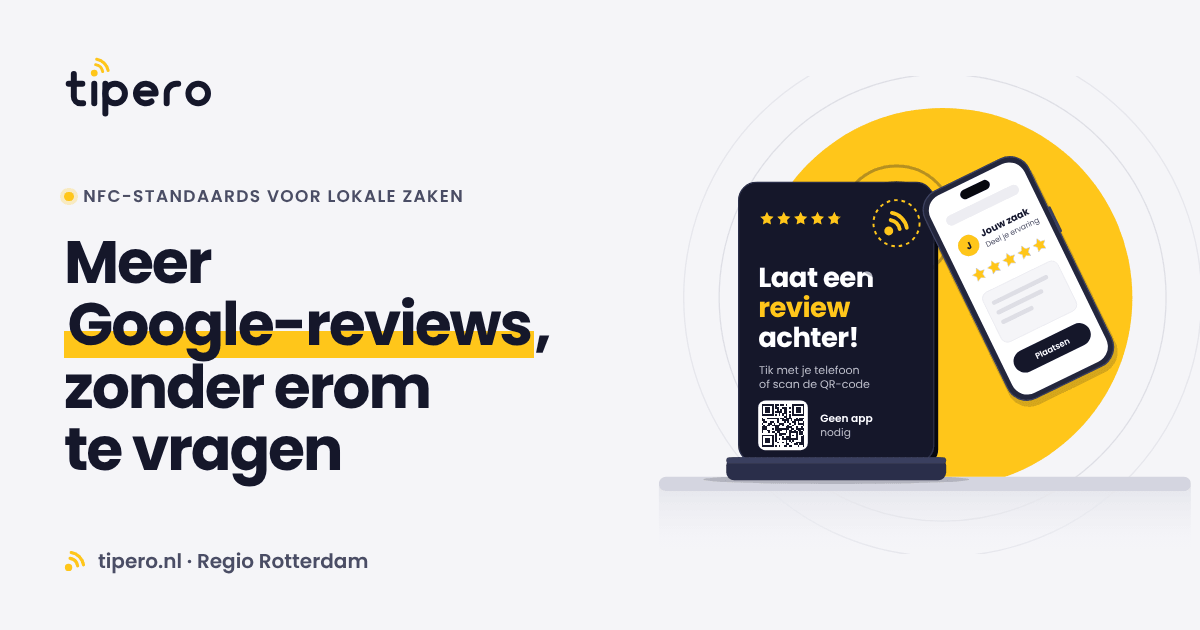 tipero
NFC-STANDAARDS VOOR LOKALE ZAKEN
Meer
Google-reviews,
zonder erom
te vragen
tipero.nl · Regio Rotterdam
Laat een
review
achter!
Tik met je telefoon
of scan de QR-code
Geen app
nodig
J
Jouw zaak
Deel je ervaring
Plaatsen